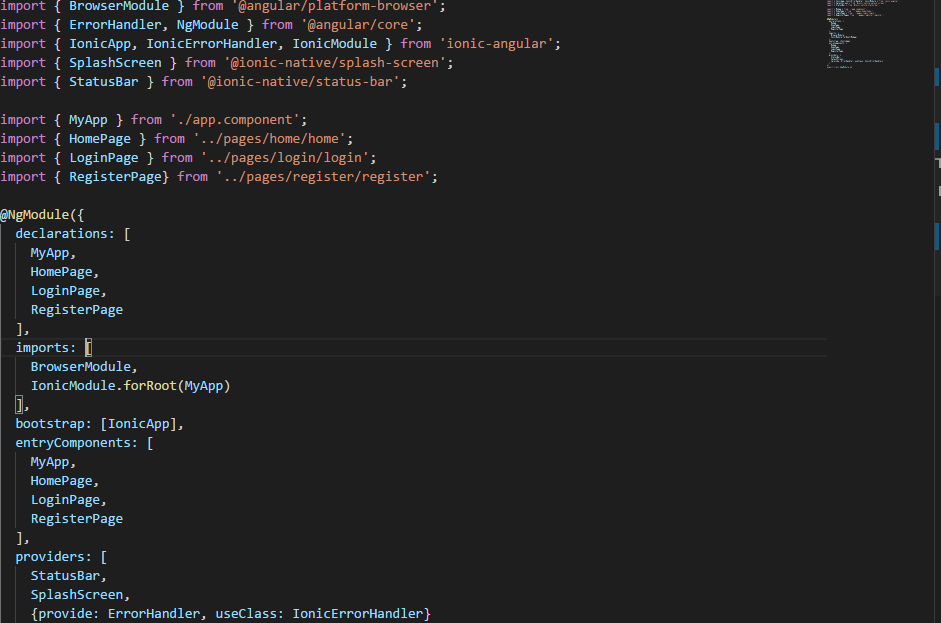 import { BrowserModule } from '@angular/platform-browser';
import { ErrorHandler, NgModule } from '@angular/core';
import { IonicApp, IonicErrorHandler, IonicModule } from 'ionic-angular';
import { SplashScreen } from '@ionic-native/splash-screen';
import { StatusBar } from '@ionic-native/status-bar';

import { MyApp } from './app.component';
import { HomePage } from '../pages/home/home';
import { LoginPage } from '../pages/login/login';
import { RegisterPage} from '../pages/register/register';

@NgModule({
  declarations: [
    MyApp,
    HomePage,
    LoginPage,
    RegisterPage
  ],
  imports: [
    BrowserModule,
    IonicModule.forRoot(MyApp)
  ],
  bootstrap: [IonicApp],
  entryComponents: [
    MyApp,
    HomePage,
    LoginPage,
    RegisterPage
  ],
  providers: [
    StatusBar,
    SplashScreen,
    {provide: ErrorHandler, useClass: IonicErrorHandler}